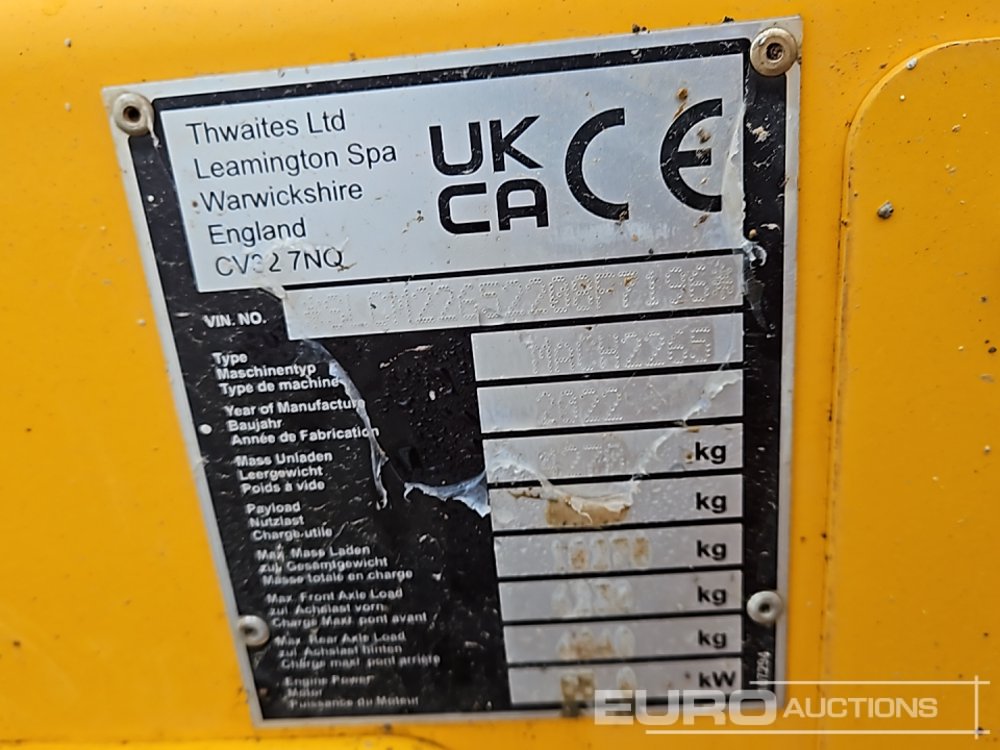 Thwaites Ltd
Leamington Spa
Warwickshire
England
CV32 7NQ
UK
CA
CE
VIN. NO.
Type
Maschinentyp
Type de machine
MACH2265
Year of Manufacture
Baujahr
Année de Fabrication
2022
Mass Unladen
Leergewicht
Poids à vide
kg
Payload
Nutzlast
Charge utile
kg
Max. Mass Laden
zul. Gesamtgewicht
Masse totale en charge
kg
Max. Front Axle Load
zul. Achslast vorn
Charge Maxi pont avant
kg
Max. Rear Axle Load
zul. Achslast hinten
Charge maxi pont arrière
kg
Engine Power
Motor
Puissance du Moteur
kW
EURO AUCTIONS